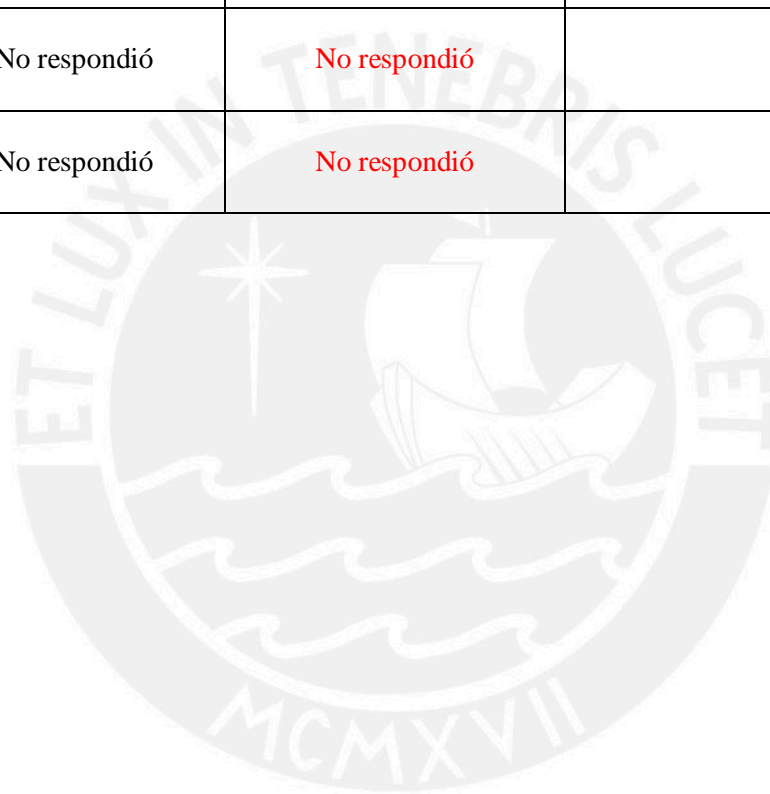 No respondió No respondió
No respondió No respondió
ET LUX IN TENEBRIS LUCET
MCMXVII